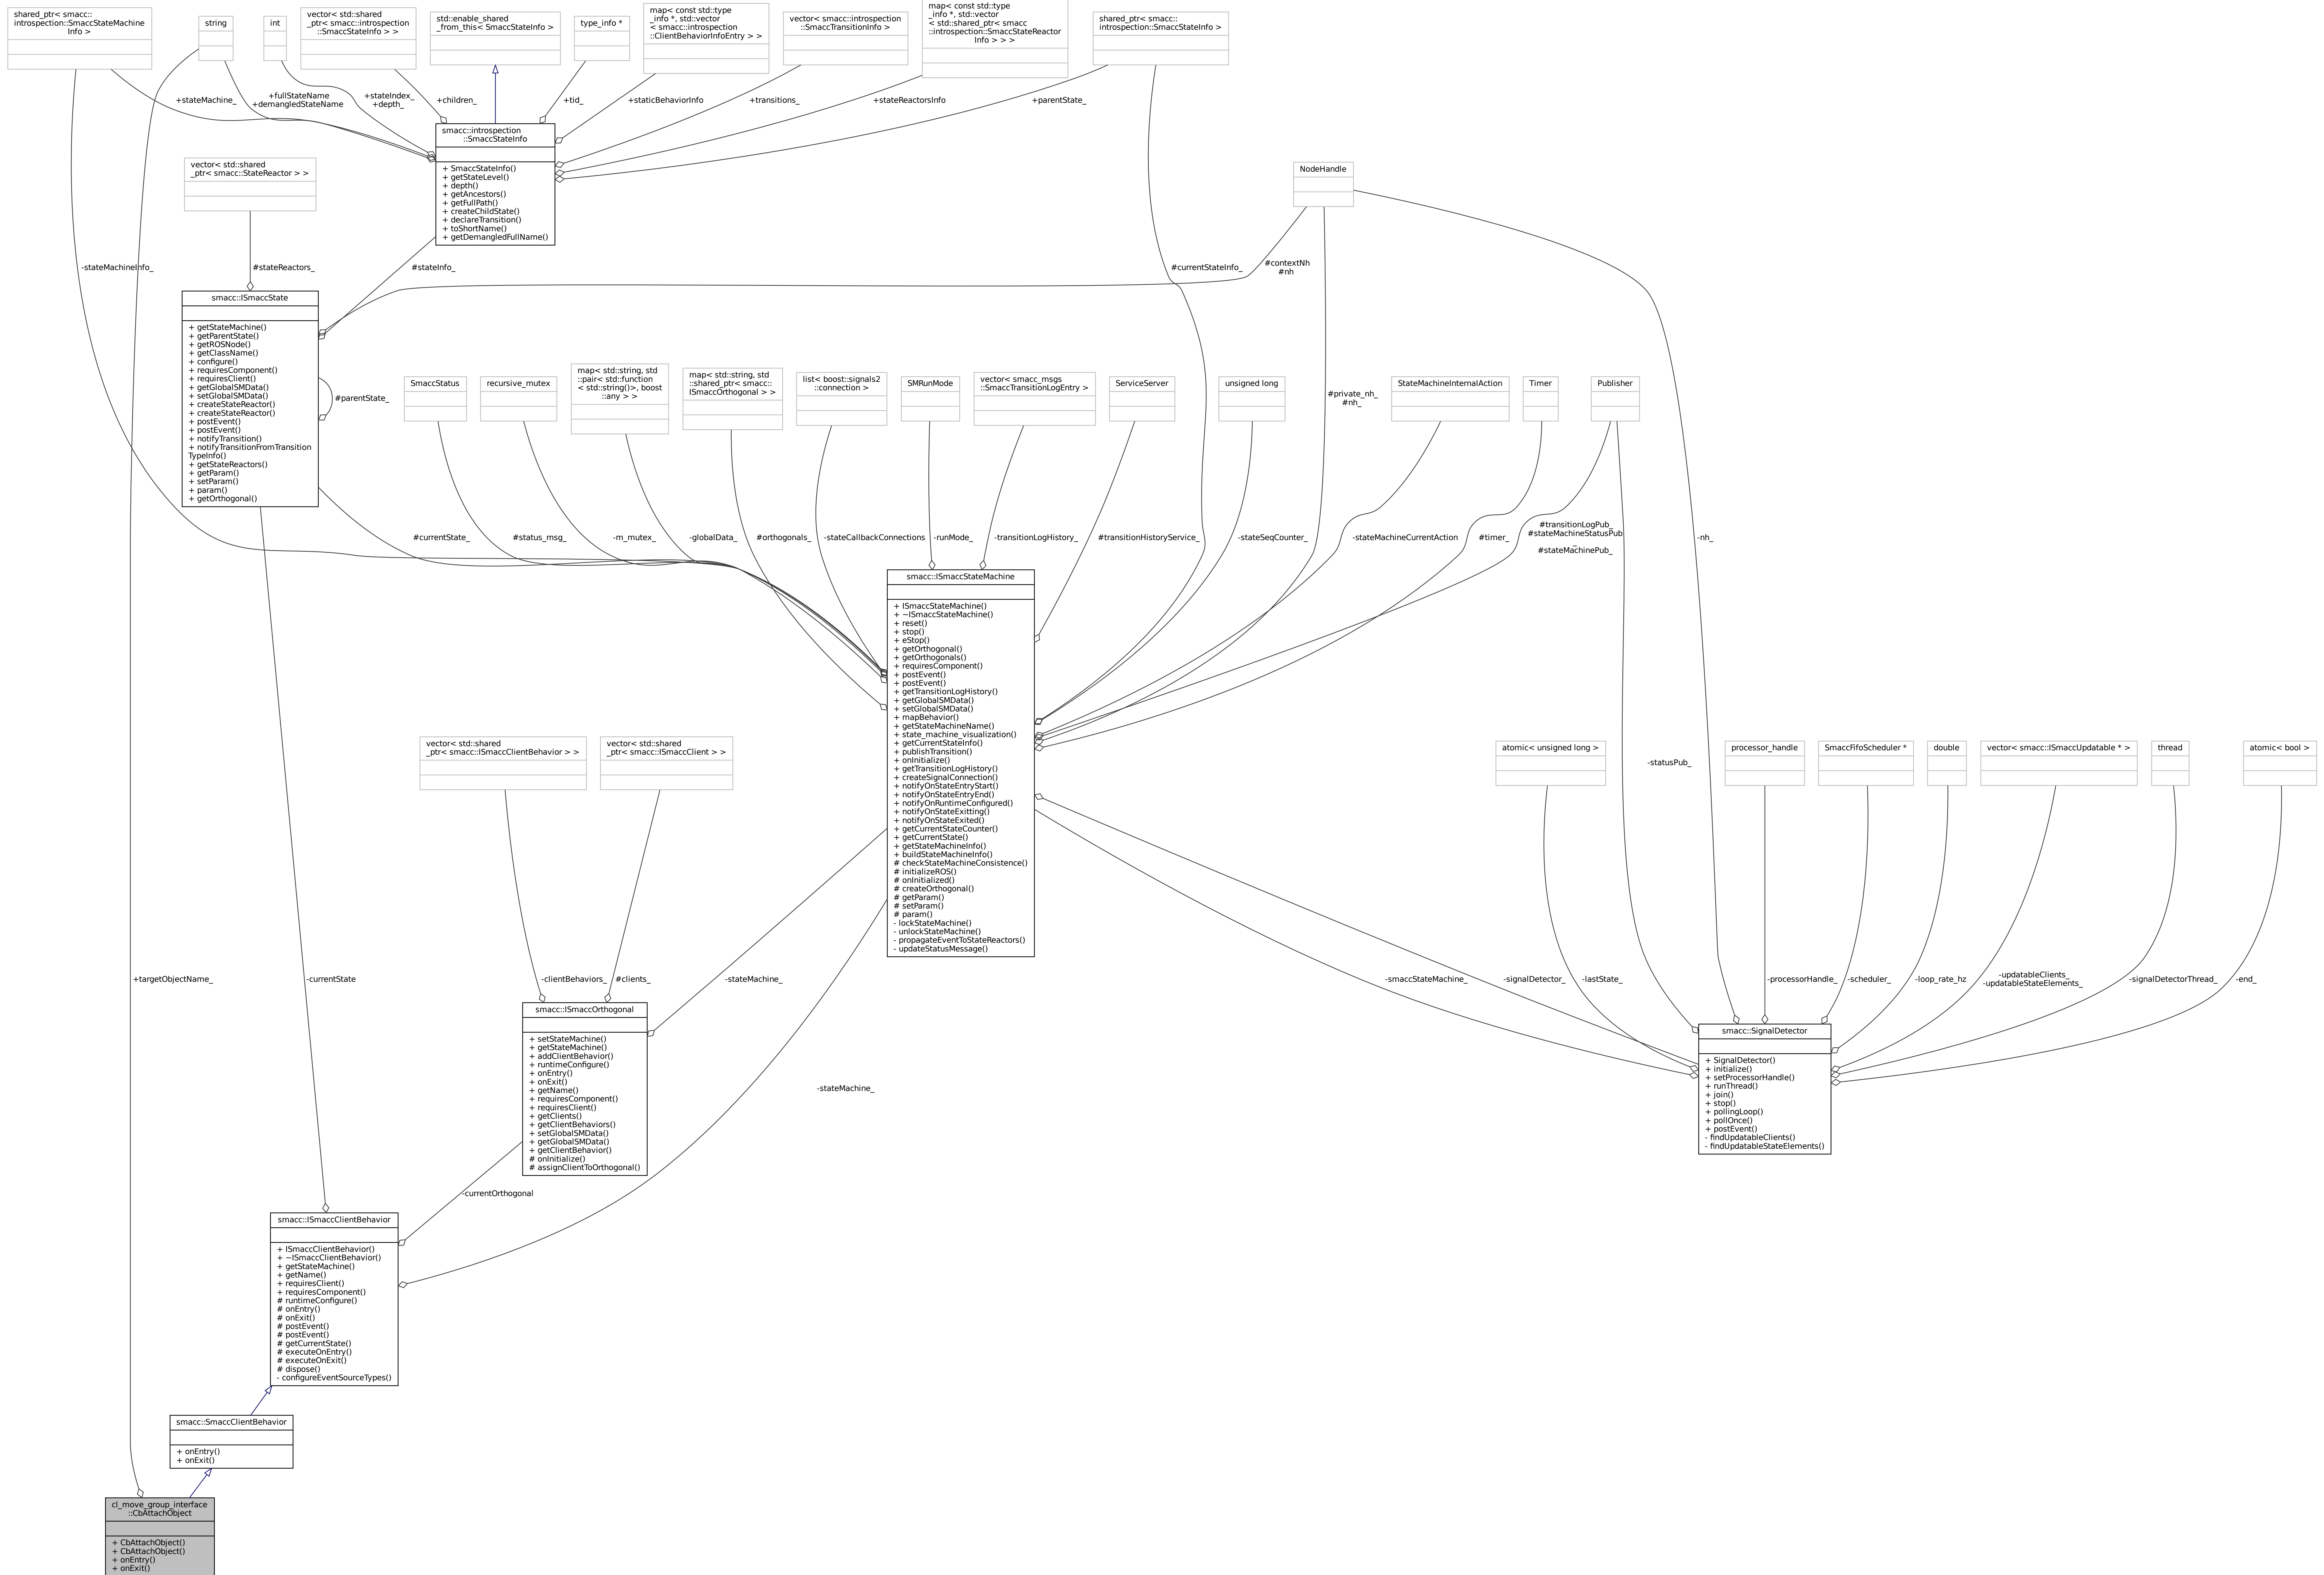 shared_ptr< smacc::
introspection::SmaccStateMachine
Info >
string
int
vector< std::shared
_ptr< smacc::introspection
::SmaccStateInfo > >
std::enable_shared
_from_this< SmaccStateInfo >
type_info *
map< const std::type
_info *, std::vector
< smacc::introspection
::ClientBehaviorInfoEntry > >
vector< smacc::introspection
::SmaccTransitionInfo >
map< const std::type
_info *, std::vector
< std::shared_ptr< smacc
::introspection::SmaccStateReactor
Info > > >
shared_ptr< smacc::
introspection::SmaccStateInfo >
+stateMachine_
+fullStateName
+demangledStateName
+stateIndex_
+depth_
+children_
+tid_
+staticBehaviorInfo
+transitions_
+stateReactorsInfo
+parentState_
smacc::introspection
::SmaccStateInfo
+ SmaccStateInfo()
+ getStateLevel()
+ depth()
+ getAncestors()
+ getFullPath()
+ createChildState()
+ declareTransition()
+ toShortName()
+ getDemangledFullName()
vector< std::shared
_ptr< smacc::StateReactor > >
NodeHandle
-stateMachineInfo_
#stateReactors_
#stateInfo_
#currentStateInfo_
#contextNh
#nh
smacc::ISmaccState
+ getStateMachine()
+ getParentState()
+ getROSNode()
+ getClassName()
+ configure()
+ requiresComponent()
+ requiresClient()
+ getGlobalSMData()
+ setGlobalSMData()
+ createStateReactor()
+ createStateReactor()
+ postEvent()
+ postEvent()
+ notifyTransition()
+ notifyTransitionFromTransition
TypeInfo()
+ getStateReactors()
+ getParam()
+ setParam()
+ param()
+ getOrthogonal()
#parentState_
SmaccStatus
recursive_mutex
map< std::string, std
::pair< std::function
< std::string()>, boost
::any > >
map< std::string, std
::shared_ptr< smacc::
ISmaccOrthogonal > >
list< boost::signals2
::connection >
SMRunMode
vector< smacc_msgs
::SmaccTransitionLogEntry >
ServiceServer
unsigned long
#private_nh_
#nh_
StateMachineInternalAction
Timer
Publisher
#currentState_
#status_msg_
-m_mutex_
-globalData_
#orthogonals_
-stateCallbackConnections
-runMode_
-transitionLogHistory_
#transitionHistoryService_
-stateSeqCounter_
-stateMachineCurrentAction
#timer_
#transitionLogPub_
#stateMachineStatusPub
_
#stateMachinePub_
-nh_
smacc::ISmaccStateMachine
+ ISmaccStateMachine()
+ ~ISmaccStateMachine()
+ reset()
+ stop()
+ eStop()
+ getOrthogonal()
+ getOrthogonals()
+ requiresComponent()
+ postEvent()
+ postEvent()
+ getTransitionLogHistory()
+ getGlobalSMData()
+ setGlobalSMData()
+ mapBehavior()
+ getStateMachineName()
+ state_machine_visualization()
+ getCurrentStateInfo()
+ publishTransition()
+ onInitialize()
+ getTransitionLogHistory()
+ createSignalConnection()
+ notifyOnStateEntryStart()
+ notifyOnStateEntryEnd()
+ notifyOnRuntimeConfigured()
+ notifyOnStateExitting()
+ notifyOnStateExited()
+ getCurrentStateCounter()
+ getCurrentState()
+ getStateMachineInfo()
+ buildStateMachineInfo()
# checkStateMachineConsistence()
# initializeROS()
# onInitialized()
# createOrthogonal()
# getParam()
# setParam()
# param()
- lockStateMachine()
- unlockStateMachine()
- propagateEventToStateReactors()
- updateStatusMessage()
vector< std::shared
_ptr< smacc::ISmaccClientBehavior > >
vector< std::shared
_ptr< smacc::ISmaccClient > >
atomic< unsigned long >
-statusPub_
processor_handle
SmaccFifoScheduler *
double
vector< smacc::ISmaccUpdatable * >
thread
atomic< bool >
+targetObjectName_
-currentState
-clientBehaviors_
#clients_
-stateMachine_
-smaccStateMachine_
-signalDetector_
-lastState_
-processorHandle_
-scheduler_
-loop_rate_hz
-updatableClients_
-updatableStateElements_
-signalDetectorThread_
-end_
smacc::ISmaccOrthogonal
+ setStateMachine()
+ getStateMachine()
+ addClientBehavior()
+ runtimeConfigure()
+ onEntry()
+ onExit()
+ getName()
+ requiresComponent()
+ requiresClient()
+ getClients()
+ getClientBehaviors()
+ setGlobalSMData()
+ getGlobalSMData()
+ getClientBehavior()
# onInitialize()
# assignClientToOrthogonal()
-stateMachine_
smacc::SignalDetector
+ SignalDetector()
+ initialize()
+ setProcessorHandle()
+ runThread()
+ join()
+ stop()
+ pollingLoop()
+ pollOnce()
+ postEvent()
- findUpdatableClients()
- findUpdatableStateElements()
-currentOrthogonal
smacc::ISmaccClientBehavior
+ ISmaccClientBehavior()
+ ~ISmaccClientBehavior()
+ getStateMachine()
+ getName()
+ requiresClient()
+ requiresComponent()
# runtimeConfigure()
# onEntry()
# onExit()
# postEvent()
# postEvent()
# getCurrentState()
# executeOnEntry()
# executeOnExit()
# dispose()
- configureEventSourceTypes()
smacc::SmaccClientBehavior
+ onEntry()
+ onExit()
cl_move_group_interface
::CbAttachObject
+ CbAttachObject()
+ CbAttachObject()
+ onEntry()
+ onExit()